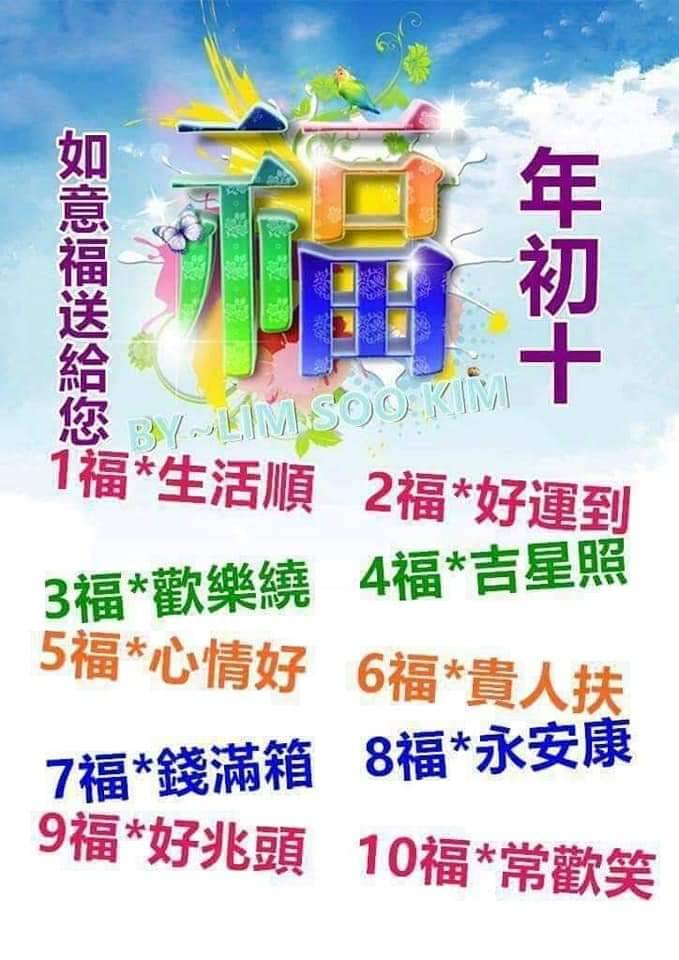 福
年初十
如意福送給您
BY~LIM SOO KIM
1福*生活順
2福*好運到
3福*歡樂繞
4福*吉星照
5福*心情好
6福*貴人扶
7福*錢滿箱
8福*永安康
9福*好兆頭
10福*常歡笑